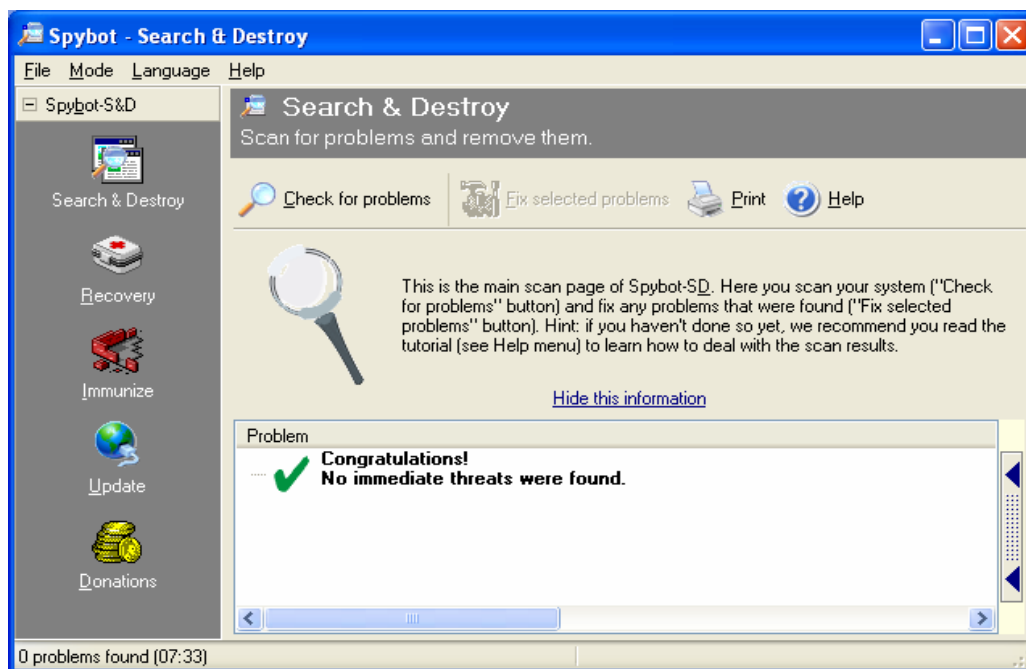 Spybot - Search & Destroy
File Mode Language Help
Spybot-S&D
Search & Destroy
Recovery
Immunize
Update
Donations
Search & Destroy
Scan for problems and remove them.
Check for problems Fix selected problems Print Help
This is the main scan page of Spybot-SD. Here you scan your system ("Check
for problems" button) and fix any problems that were found ("Fix selected
problems" button). Hint: if you haven't done so yet, we recommend you read the
tutorial (see Help menu) to learn how to deal with the scan results.
Hide this information
Problem
Congratulations!
No immediate threats were found.
0 problems found (07:33)